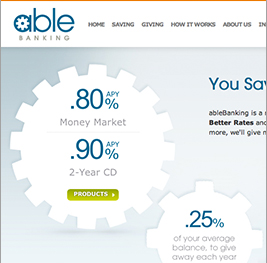 able
BANKING
HOME SAVING GIVING HOW IT WORKS ABOUT US IN
You Sa
ableBanking is a
Better Rates and
more, we'll give
.80% APY
Money Market
.90% APY
2-Year CD
PRODUCTS
.25%
of your average
balance, to give
away each year